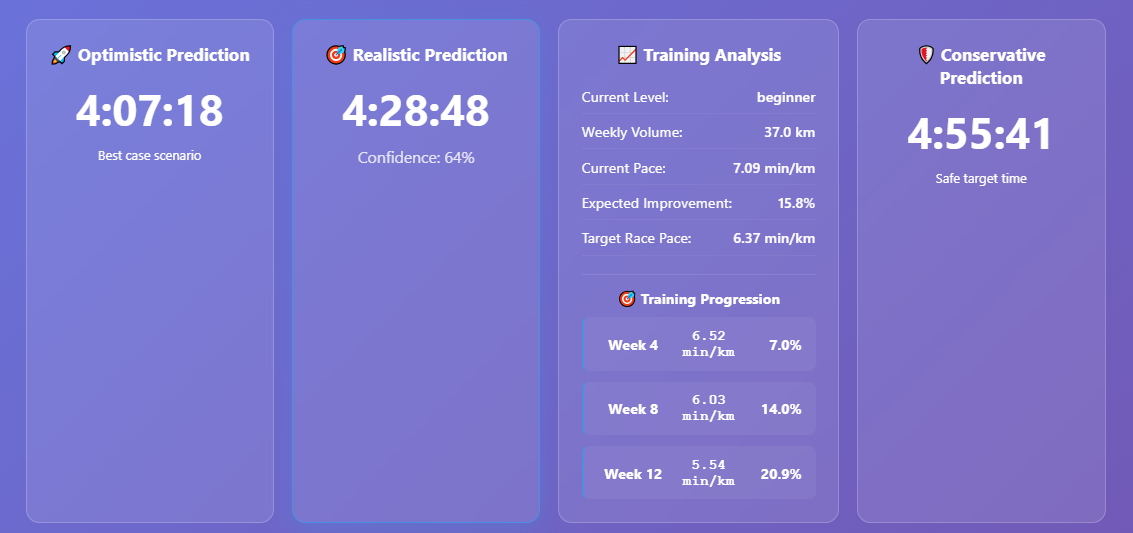 🚀 Optimistic Prediction
4:07:18
Best case scenario
🎯 Realistic Prediction
4:28:48
Confidence: 64%
📈 Training Analysis
Current Level: beginner
Weekly Volume: 37.0 km
Current Pace: 7.09 min/km
Expected Improvement: 15.8%
Target Race Pace: 6.37 min/km
🎯 Training Progression
Week 4 6.52 min/km 7.0%
Week 8 6.03 min/km 14.0%
Week 12 5.54 min/km 20.9%
🛡️ Conservative
Prediction
4:55:41
Safe target time